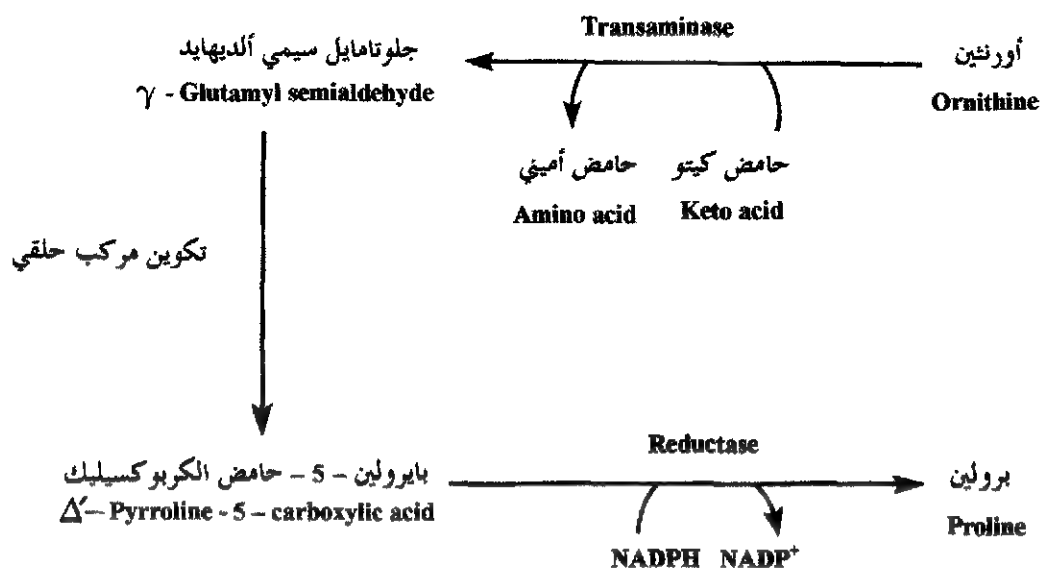 Transaminase
جلوتامايل سيمي ألديهايد
γ - Glutamyl semialdehyde
أورنثين
Ornithine
حامض أميني
Amino acid
حامض كيتو
Keto acid
تكوين مركب حلقي
بايرولين - 5 - حامض الكربوكسيليك
Δ′– Pyrroline - 5 – carboxylic acid
Reductase
برولين
Proline
NADPH NADP⁺